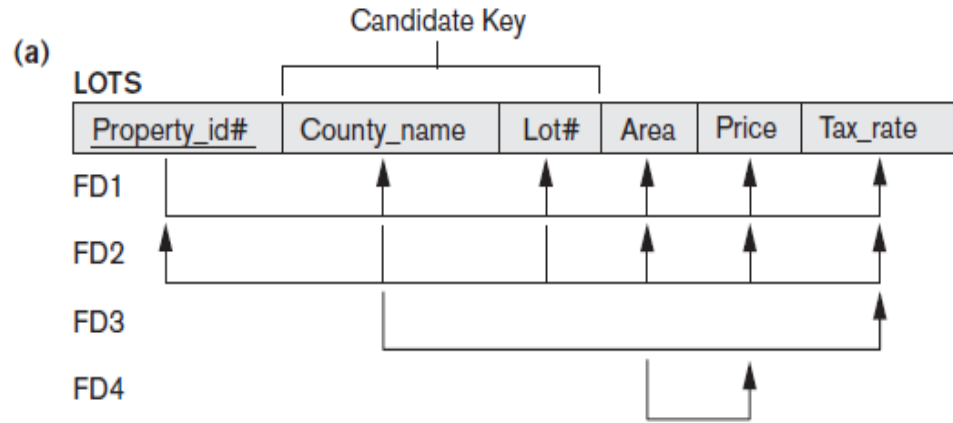 Candidate Key
(a)
LOTS
Property_id# County_name Lot# Area Price Tax_rate
FD1
FD2
FD3
FD4